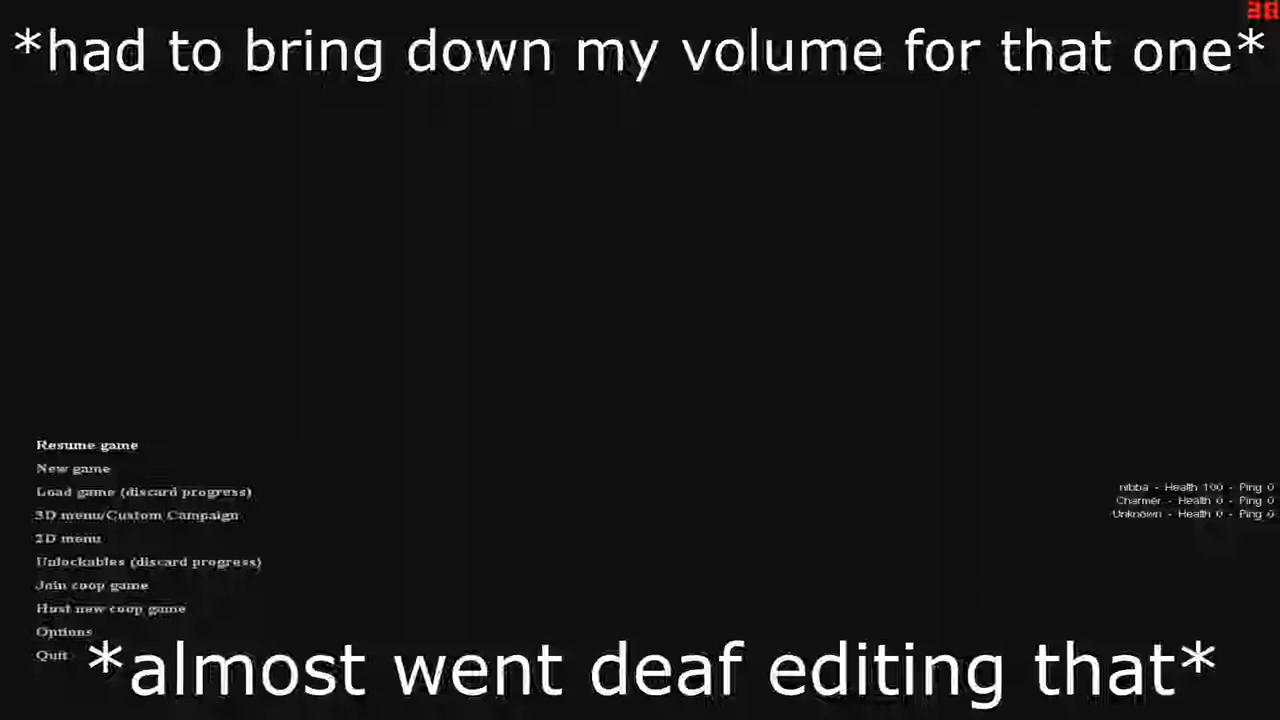 38
*had to bring down my volume for that one*
Resume game
New game
Load game (discard progress)
3D menu/Custom Campaign
2D menu
Unlockables (discard progress)
Join coop game
Host new coop game
Options
Quit
nibba - Health 100 - Ping 0
Charmer - Health 0 - Ping 0
Unknown - Health 0 - Ping 0
*almost went deaf editing that*